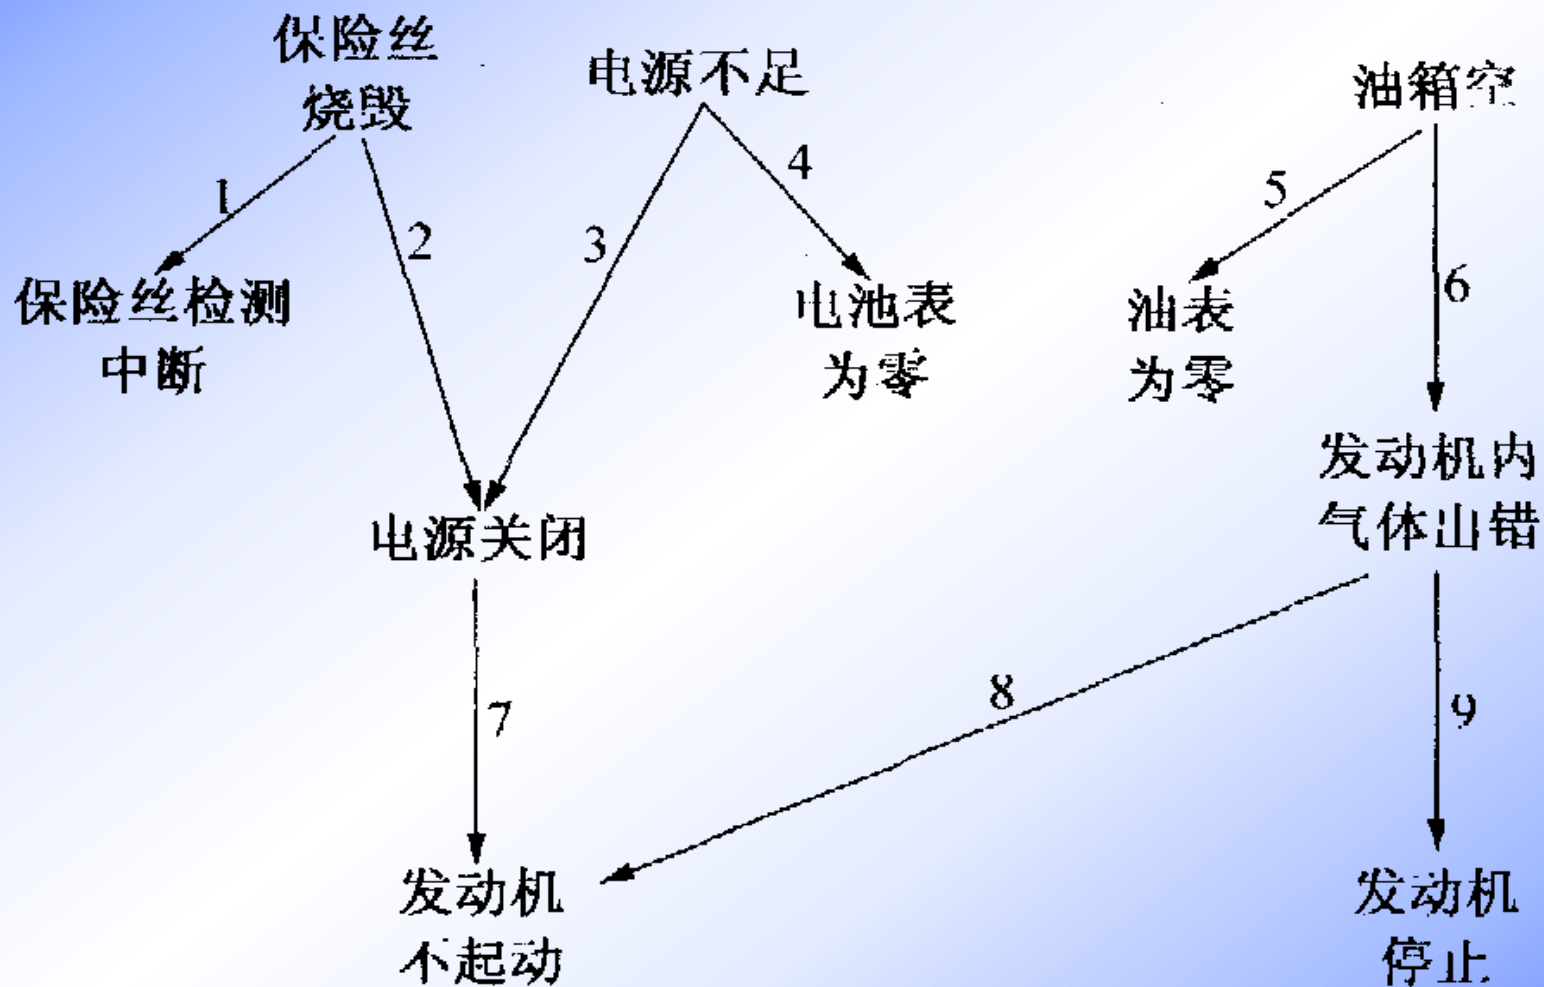 保险丝
烧毁
电源不足
油箱空
1
2
3
4
5
6
保险丝检测
中断
电池表
为零
油表
为零
发动机内
气体出错
电源关闭
7
8
9
发动机
不起动
发动机
停止